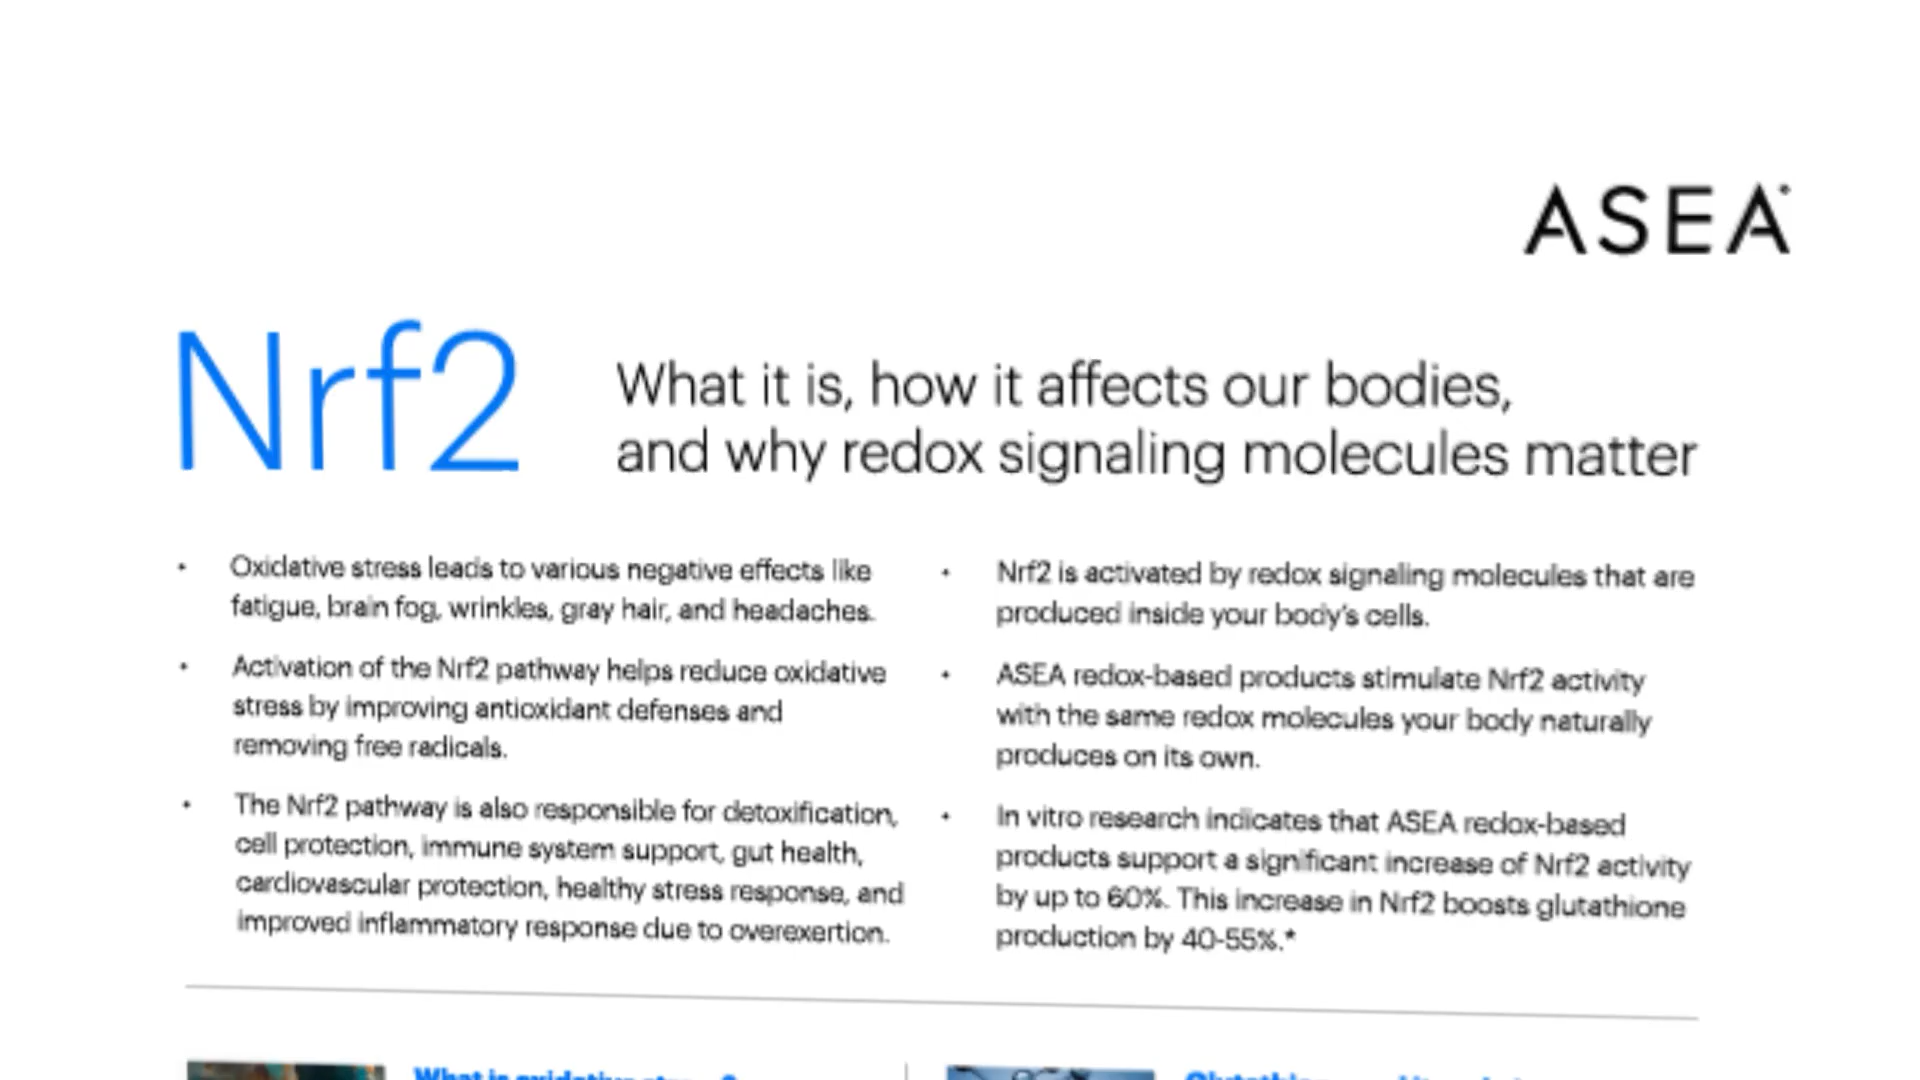 ASEA
Nrf2
What it is, how it affects our bodies,
and why redox signaling molecules matter
• Oxidative stress leads to various negative effects like
fatigue, brain fog, wrinkles, gray hair, and headaches.
• Activation of the Nrf2 pathway helps reduce oxidative
stress by improving antioxidant defenses and
removing free radicals.
• The Nrf2 pathway is also responsible for detoxification,
cell protection, immune system support, gut health,
cardiovascular protection, healthy stress response, and
improved inflammatory response due to overexertion.
• Nrf2 is activated by redox signaling molecules that are
produced inside your body's cells.
• ASEA redox-based products stimulate Nrf2 activity
with the same redox molecules your body naturally
produces on its own.
• In vitro research indicates that ASEA redox-based
products support a significant increase of Nrf2 activity
by up to 60%. This increase in Nrf2 boosts glutathione
production by 40-55%.*
What is oxidative